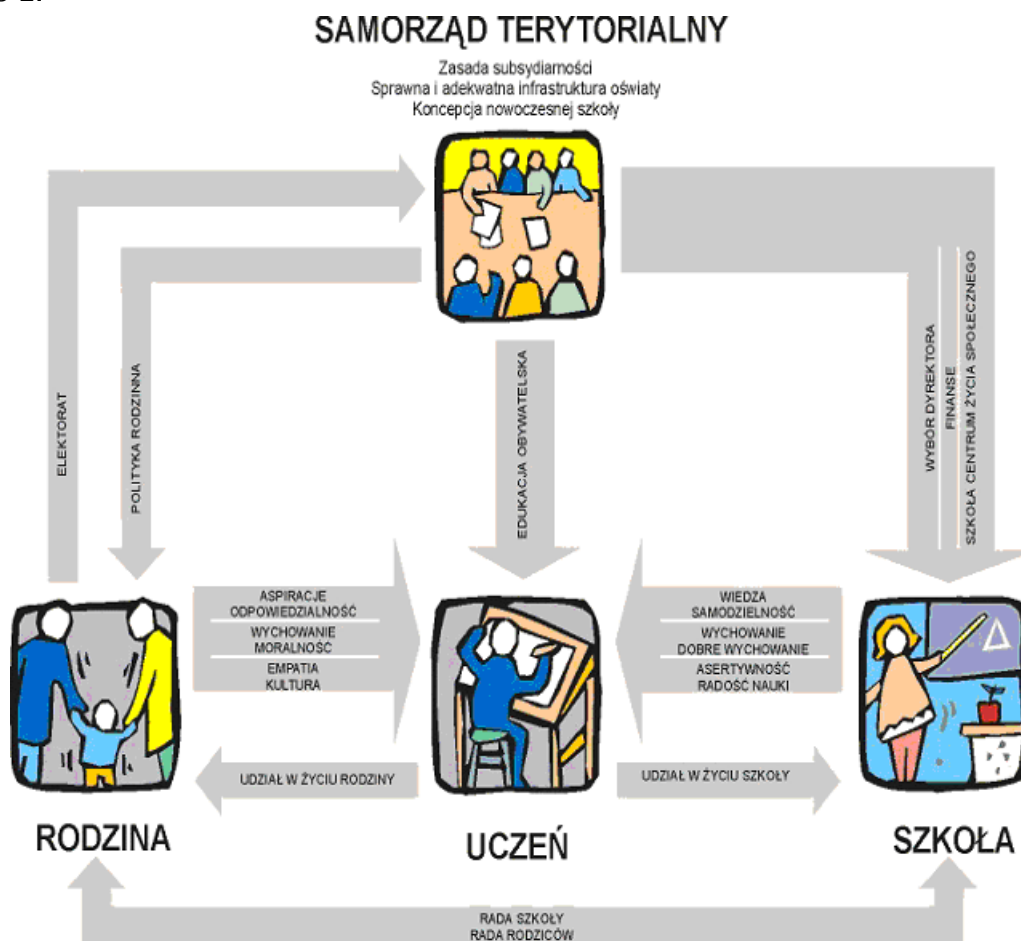 SAMORZĄD TERYTORIALNY
Zasada subsydiarności
Sprawna i adekwatna infrastruktura oświaty
Koncepcja nowoczesnej szkoły
ELEKTORAT
POLITYKA RODZINNA
EDUKACJA OBYWATELSKA
WYBÓR DYREKTORA
FINANSE
SZKOŁA CENTRUM ŻYCIA SPOŁECZNEGO
ASPIRACJE
ODPOWIEDZIALNOŚĆ
WYCHOWANIE
MORALNOŚĆ
EMPATIA
KULTURA
WIEDZA
SAMODZIELNOŚĆ
WYCHOWANIE
DOBRE WYCHOWANIE
ASERTYWNOŚĆ
RADOŚĆ NAUKI
UDZIAŁ W ŻYCIU RODZINY
UDZIAŁ W ŻYCIU SZKOŁY
RODZINA
UCZEŃ
SZKOŁA
RADA SZKOŁY
RADA RODZICÓW